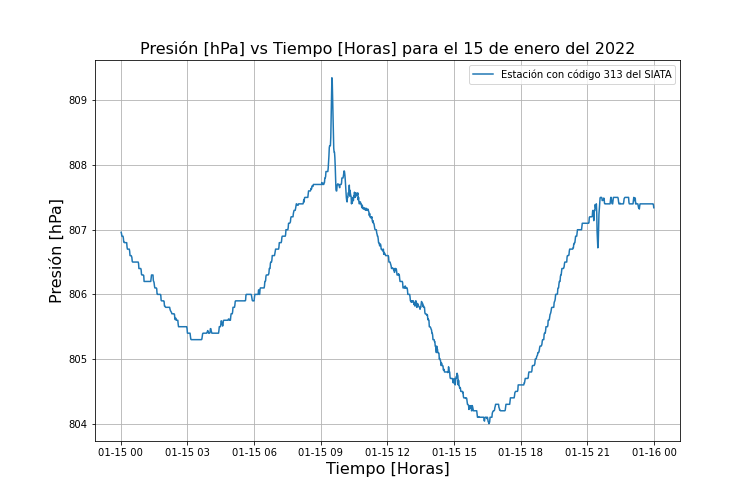 Presión [hPa] vs Tiempo [Horas] para el 15 de enero del 2022
Estación con código 313 del SIATA
Presión [hPa]
809
808
807
806
805
804
01-15 00 01-15 03 01-15 06 01-15 09 01-15 12 01-15 15 01-15 18 01-15 21 01-16 00
Tiempo [Horas]